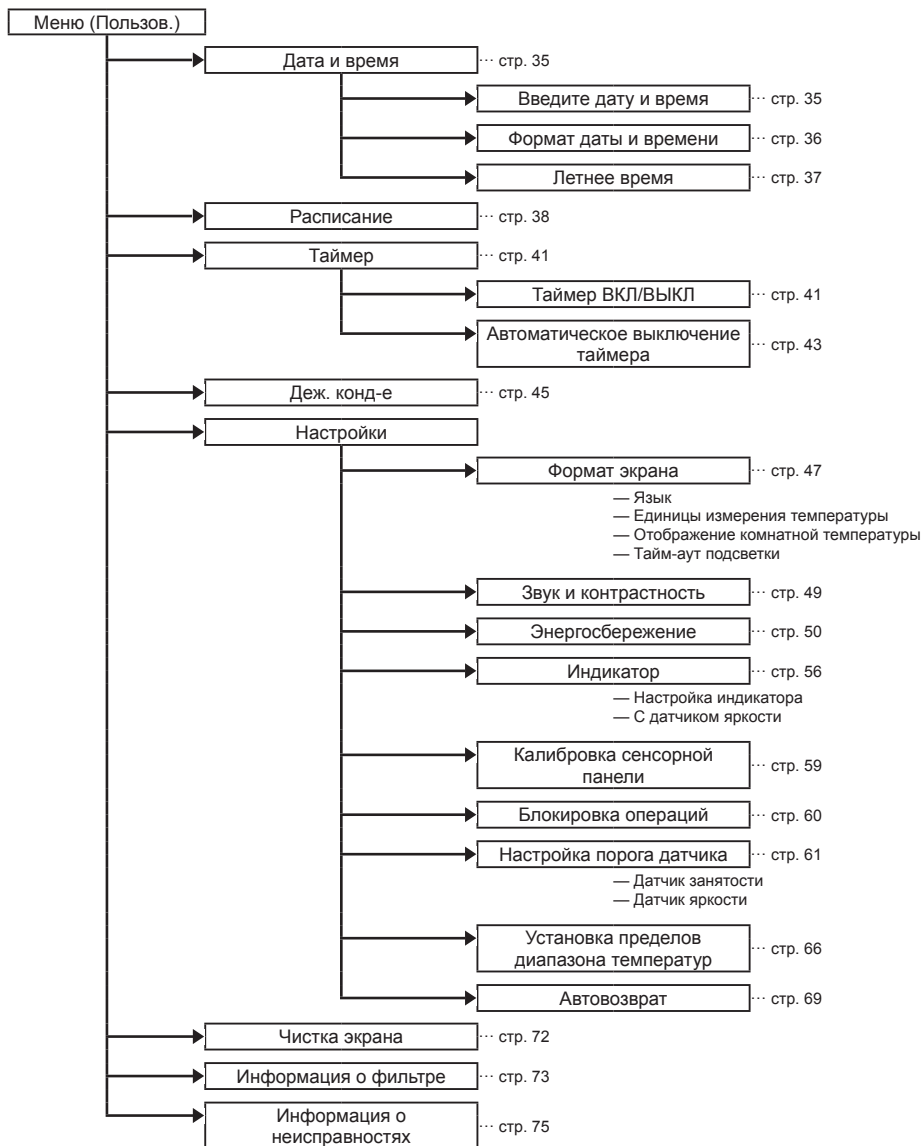 Меню (Пользов.)
Дата и время ··· стр. 35
Введите дату и время ··· стр. 35
Формат даты и времени ··· стр. 36
Летнее время ··· стр. 37
Расписание ··· стр. 38
Таймер ··· стр. 41
Таймер ВКЛ/ВЫКЛ ··· стр. 41
Автоматическое выключение
таймера ··· стр. 43
Деж. конд-е ··· стр. 45
Настройки
Формат экрана ··· стр. 47
— Язык
— Единицы измерения температуры
— Отображение комнатной температуры
— Тайм-аут подсветки
Звук и контрастность ··· стр. 49
Энергосбережение ··· стр. 50
Индикатор ··· стр. 56
— Настройка индикатора
— С датчиком яркости
Калибровка сенсорной
панели ··· стр. 59
Блокировка операций ··· стр. 60
Настройка порога датчика ··· стр. 61
— Датчик занятости
— Датчик яркости
Установка пределов
диапазона температур ··· стр. 66
Автовозврат ··· стр. 69
Чистка экрана ··· стр. 72
Информация о фильтре ··· стр. 73
Информация о
неисправностях ··· стр. 75